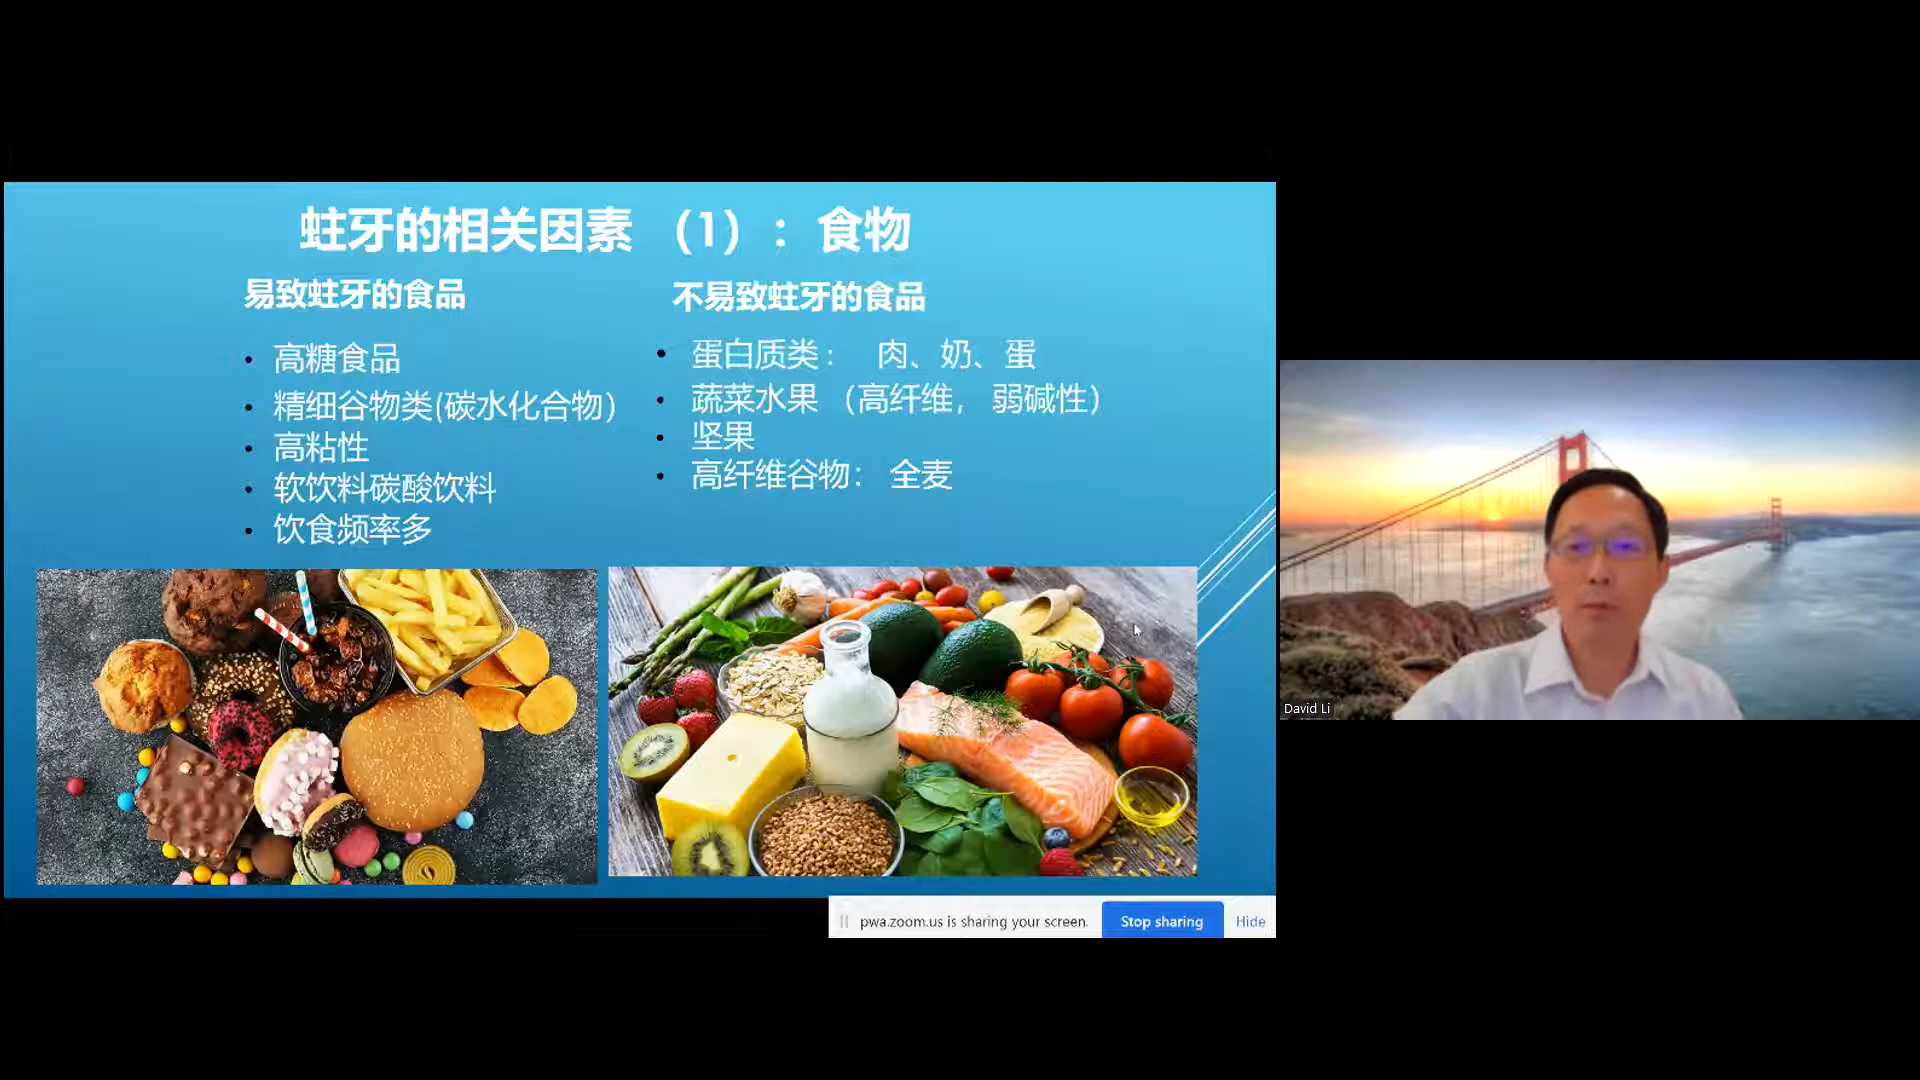 蛀牙的相关因素 （1）： 食物
易致蛀牙的食品
• 高糖食品
• 精细谷物类(碳水化合物）
• 高粘性
• 软饮料碳酸饮料
• 饮食频率多
不易致蛀牙的食品
• 蛋白质类： 肉、奶、蛋
• 蔬菜水果 （高纤维， 弱碱性）
• 坚果
• 高纤维谷物： 全麦
David Li
pwa.zoom.us is sharing your screen.
Stop sharing
Hide